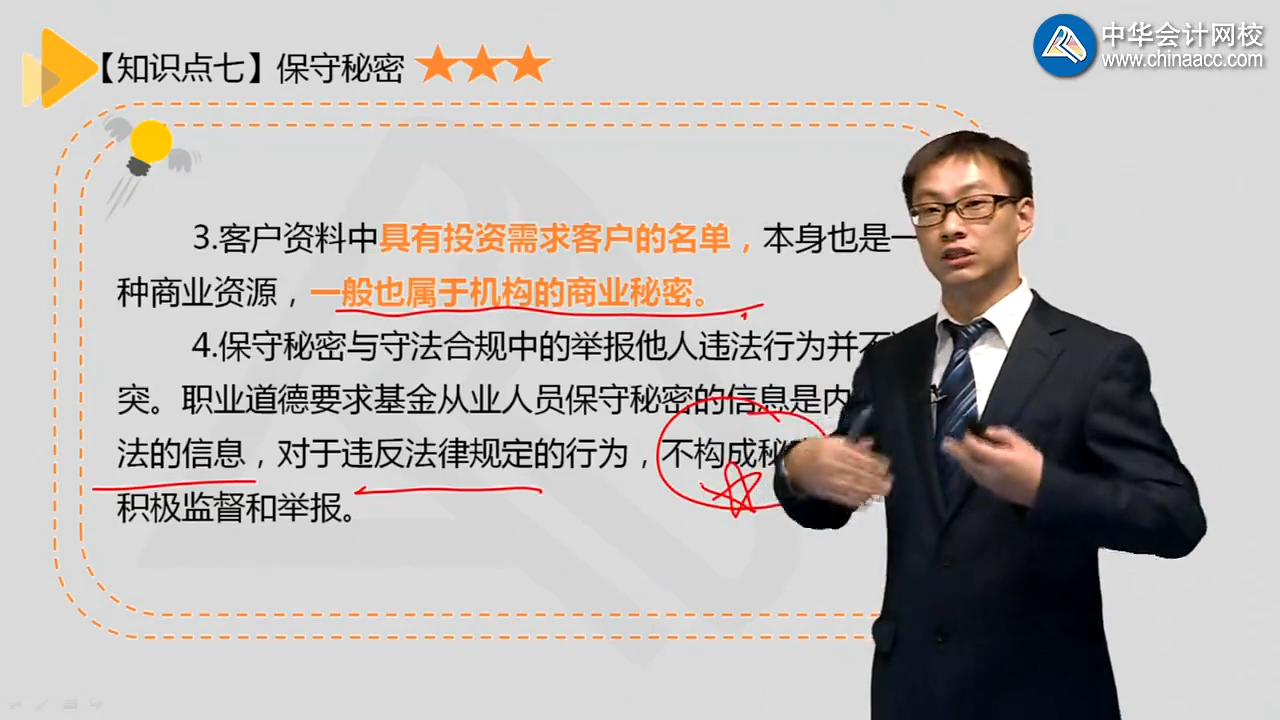 【知识点七】保守秘密
中华会计网校
www.chinaacc.com
3.客户资料中具有投资需求客户的名单，本身也是一
种商业资源，一般也属于机构的商业秘密。
4.保守秘密与守法合规中的举报他人违法行为并不
突。职业道德要求基金从业人员保守秘密的信息是内
法的信息，对于违反法律规定的行为，不构成秘
积极监督和举报。